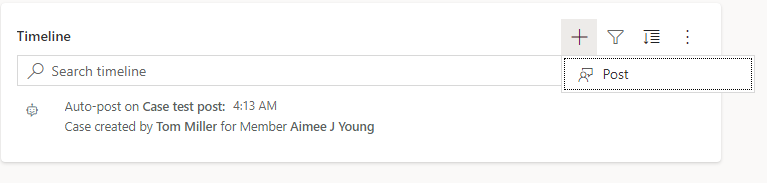 Timeline
Search timeline
Post
Auto-post on Case test post: 4:13 AM
Case created by Tom Miller for Member Aimee J Young